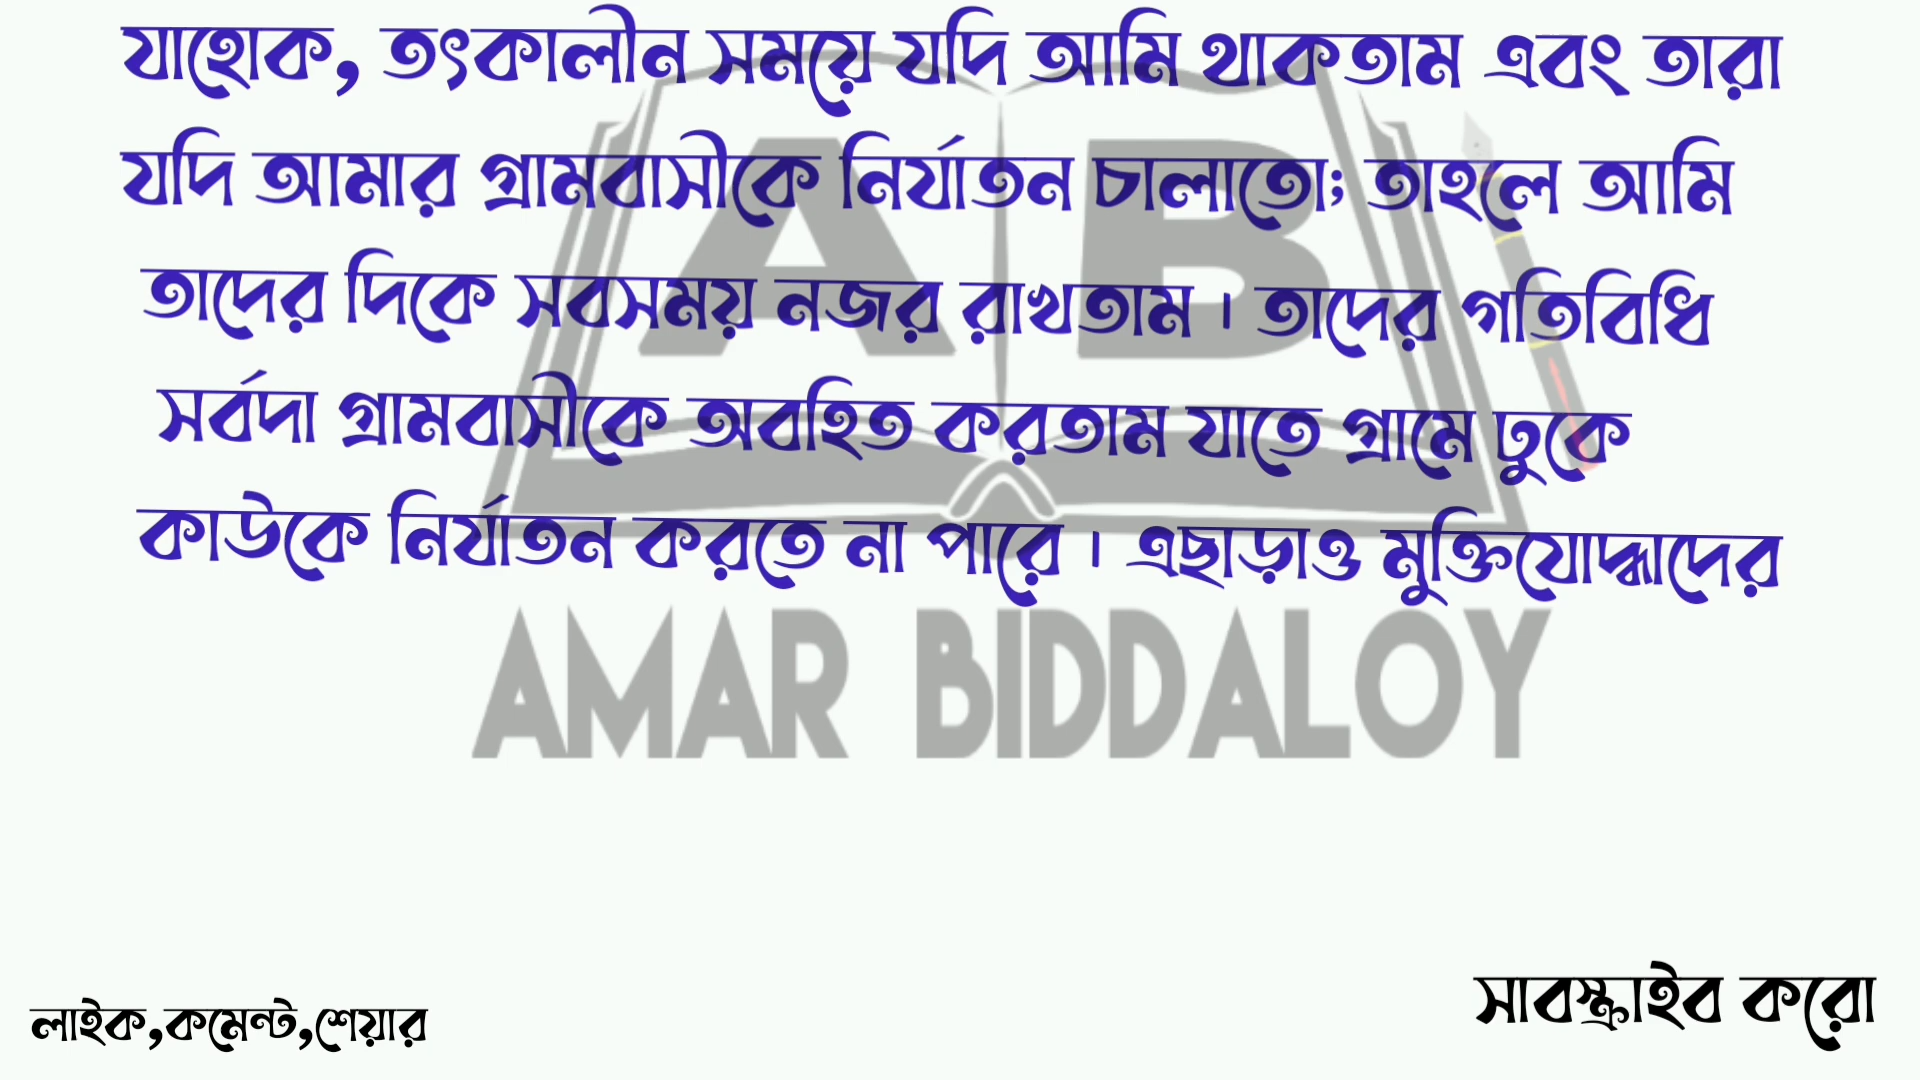 যাহোক, তৎকালীন সময়ে যদি আমি থাকতাম এবং তারা
যদি আমার গ্রামবাসীকে নির্যাতন চালাতো; তাহলে আমি
তাদের দিকে সবসময় নজর রাখতাম। তাদের গতিবিধি
সর্বদা গ্রামবাসীকে অবহিত করতাম যাতে গ্রামে ঢুকে
কাউকে নির্যাতন করতে না পারে। এছাড়াও মুক্তিযোদ্ধাদের
AB
AMAR BIDDALOY
সাবস্ক্রাইব করো
লাইক,কমেন্ট,শেয়ার